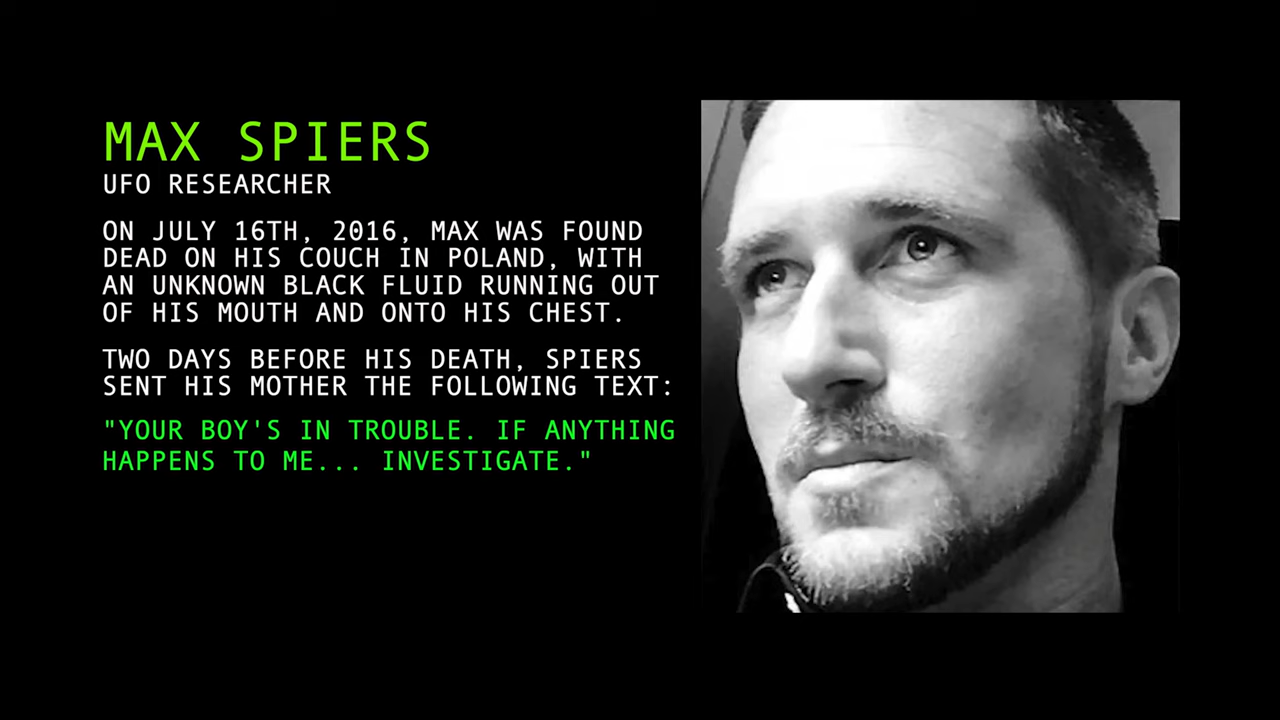 MAX SPIERS
UFO RESEARCHER
ON JULY 16TH, 2016, MAX WAS FOUND
DEAD ON HIS COUCH IN POLAND, WITH
AN UNKNOWN BLACK FLUID RUNNING OUT
OF HIS MOUTH AND ONTO HIS CHEST.
TWO DAYS BEFORE HIS DEATH, SPIERS
SENT HIS MOTHER THE FOLLOWING TEXT:
"YOUR BOY'S IN TROUBLE. IF ANYTHING
HAPPENS TO ME... INVESTIGATE."